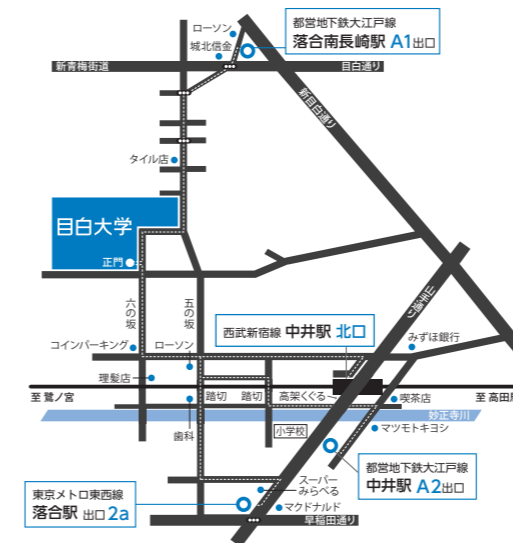 ローソン
城北信金
都営地下鉄大江戸線
落合南長崎駅 A1出口
新青梅街道
目白通り
新目白通り
タイル店
目白大学
正門
山手通り
六の坂
五の坂
西武新宿線 中井駅 北口
みずほ銀行
コインパーキング
ローソン
理髪店
踏切
踏切
高架くぐる
喫茶店
至 鷺ノ宮
至 高田馬
妙正寺川
歯科
小学校
マツモトキヨシ
都営地下鉄大江戸線
中井駅 A2出口
スーパー
みらべる
東京メトロ東西線
落合駅 出口 2a
マクドナルド
早稲田通り